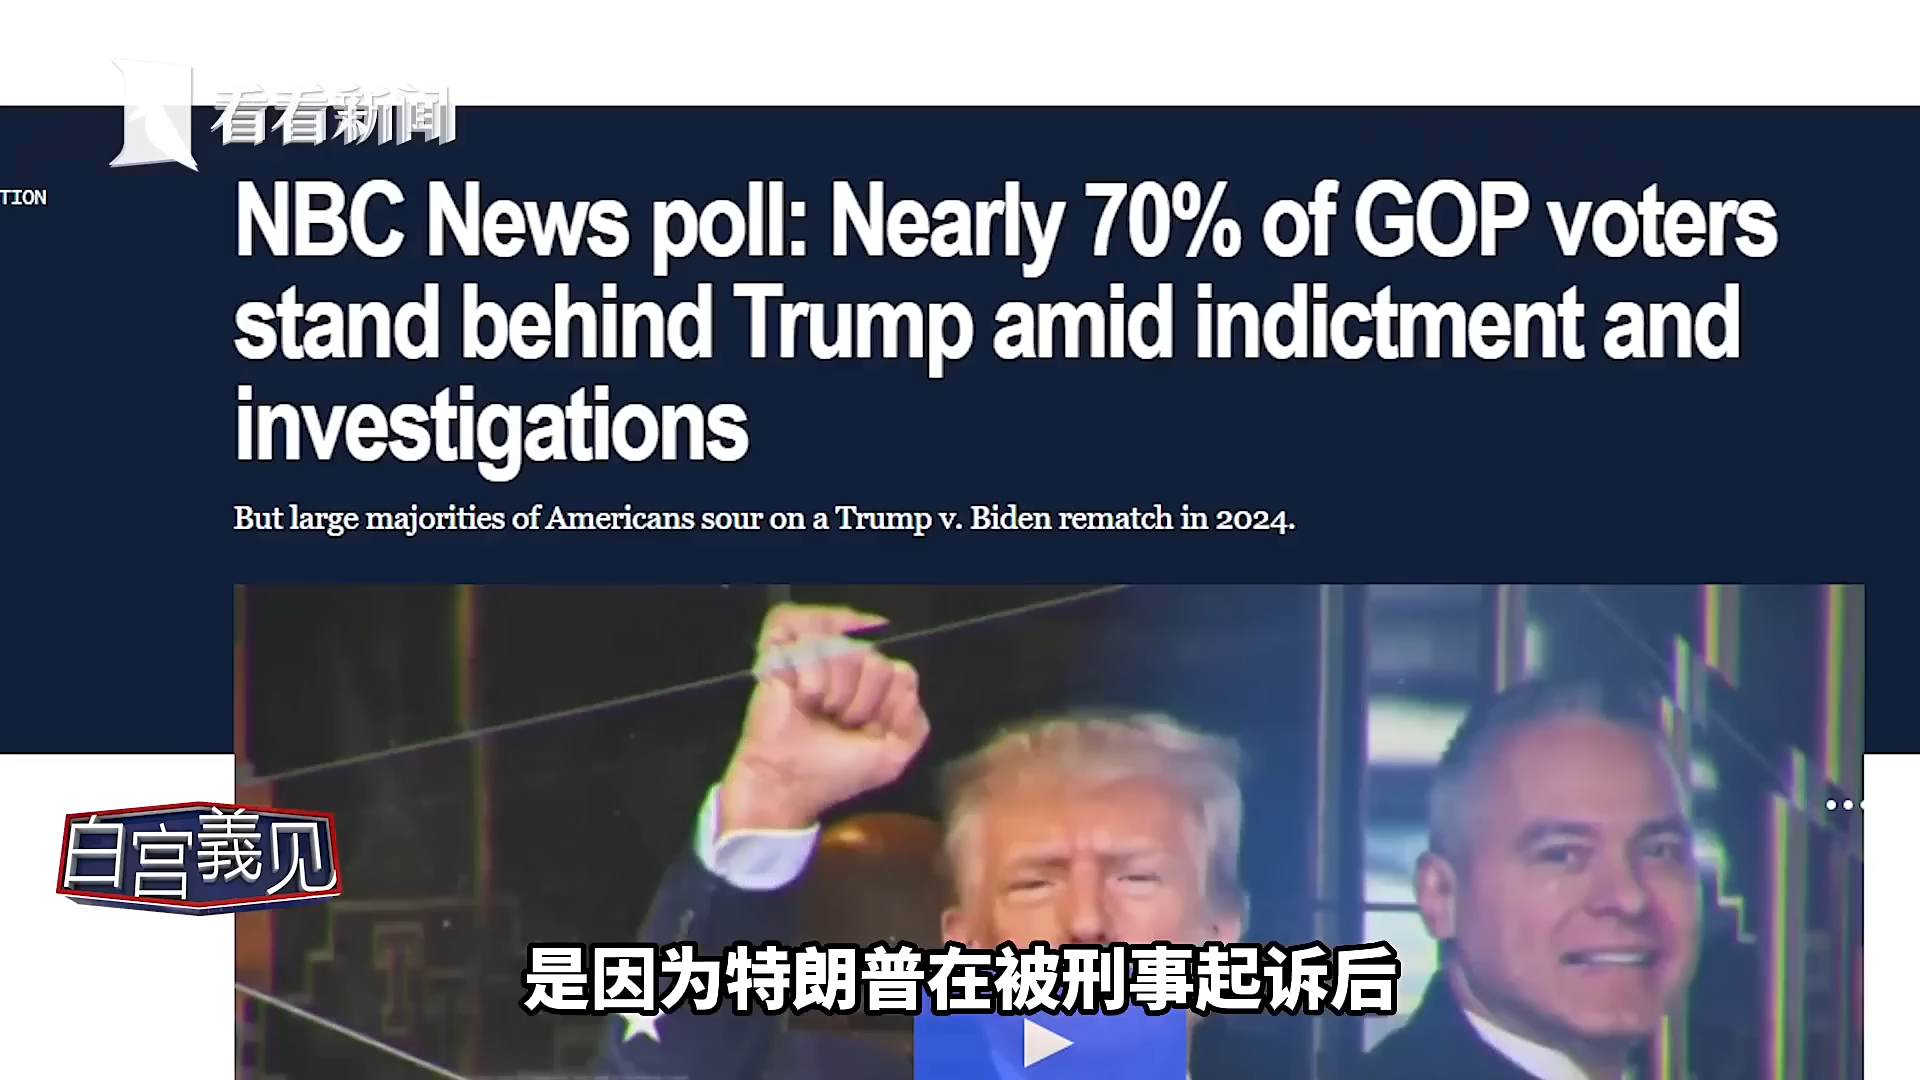 看看新闻
TION
NBC News poll: Nearly 70% of GOP voters
stand behind Trump amid indictment and
investigations
But large majorities of Americans sour on a Trump v. Biden rematch in 2024.
白宫義见
是因为特朗普在被刑事起诉后